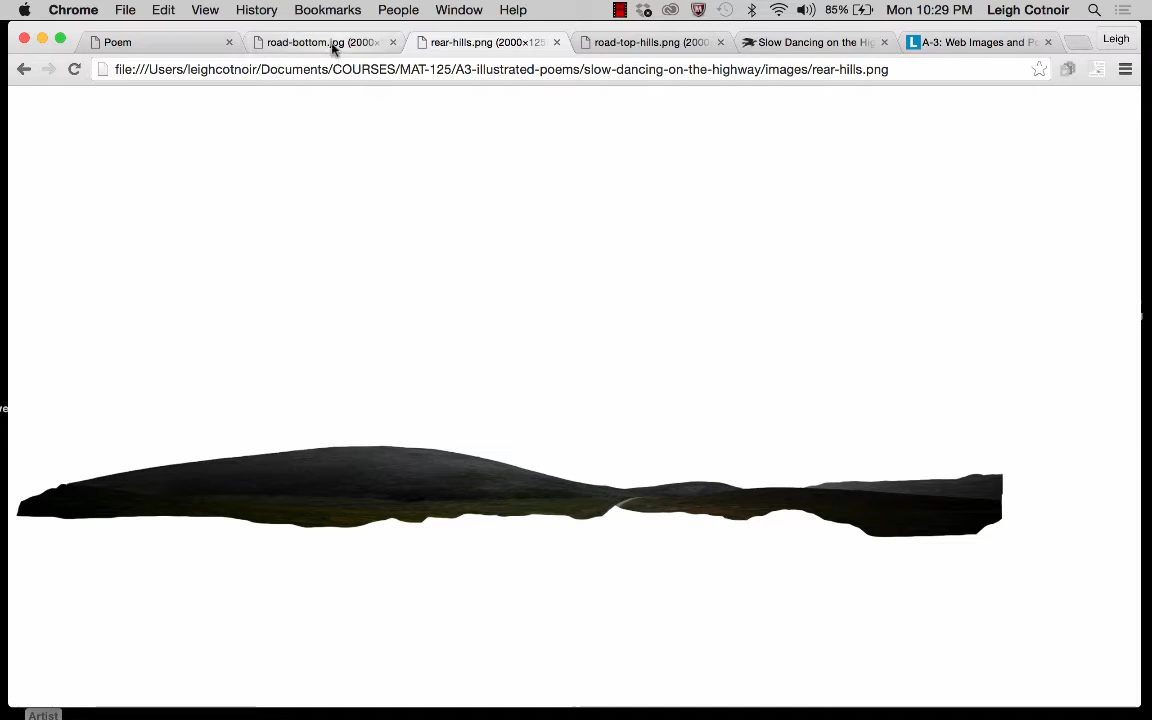 Chrome File Edit View History Bookmarks People Window Help 85% Mon 10:29 PM Leigh Cotnoir
Poem road-bottom.jpg (2000× rear-hills.png (2000×125 road-top-hills.png (2000 Slow Dancing on the Hig A-3: Web Images and Po Leigh
file:///Users/leighcotnoir/Documents/COURSES/MAT-125/A3-illustrated-poems/slow-dancing-on-the-highway/images/rear-hills.png
Artist